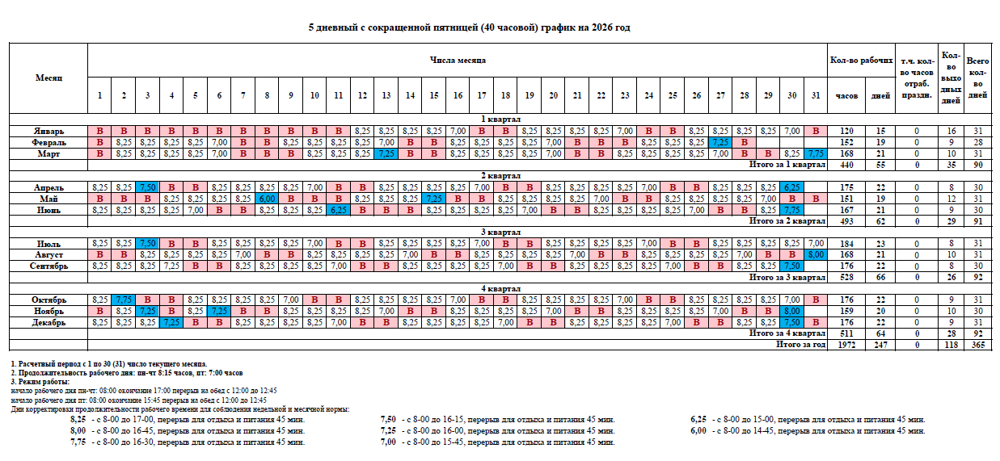 5 дневный с сокращенной пятницей (40 часовой) график на 2026 год
Месяц Числа месяца Кол-во рабочих т.ч. кол-во часов отраб. праздн. Кол-во выходных дней Всего кол-во дней
1 2 3 4 5 6 7 8 9 10 11 12 13 14 15 16 17 18 19 20 21 22 23 24 25 26 27 28 29 30 31 часов дней
1 квартал
Январь В В В В В В В В В В В 8,25 8,25 8,25 8,25 7,00 В В 8,25 8,25 8,25 8,25 7,00 В В 8,25 8,25 8,25 8,25 7,00 В 120 15 0 16 31
Февраль В 8,25 8,25 8,25 8,25 7,00 В В 8,25 8,25 8,25 8,25 7,00 В В 8,25 8,25 8,25 8,25 7,00 В В В 8,25 8,25 8,25 7,25 В 152 19 0 9 28
Март В 8,25 8,25 8,25 8,25 7,00 В В В 8,25 8,25 8,25 7,25 В В 8,25 8,25 8,25 8,25 7,00 В В 8,25 8,25 8,25 8,25 7,00 В В 8,25 7,75 168 21 0 10 31
Итого за 1 квартал 440 55 0 35 90
2 квартал
Апрель 8,25 8,25 7,50 В В 8,25 8,25 8,25 8,25 7,00 В В 8,25 8,25 8,25 8,25 7,00 В В 8,25 8,25 8,25 8,25 7,00 В В 8,25 8,25 8,25 6,25 175 22 0 8 30
Май В В В 8,25 8,25 8,25 8,25 6,00 В В В 8,25 8,25 8,25 7,25 В В 8,25 8,25 8,25 8,25 7,00 В В 8,25 8,25 8,25 8,25 7,00 В В 151 19 0 12 31
Июнь 8,25 8,25 8,25 8,25 7,00 В В 8,25 8,25 8,25 6,25 В В В 8,25 8,25 8,25 8,25 7,00 В В 8,25 8,25 8,25 8,25 7,00 В В 8,25 7,75 167 21 0 9 30
Итого за 2 квартал 493 62 0 29 91
3 квартал
Июль 8,25 8,25 7,50 В В 8,25 8,25 8,25 8,25 7,00 В В 8,25 8,25 8,25 8,25 7,00 В В 8,25 8,25 8,25 8,25 7,00 В В 8,25 8,25 8,25 8,25 7,00 184 23 0 8 31
Август В В 8,25 8,25 8,25 8,25 7,00 В В 8,25 8,25 8,25 8,25 7,00 В В 8,25 8,25 8,25 8,25 7,00 В В 8,25 8,25 8,25 8,25 7,00 В В 8,00 168 21 0 10 31
Сентябрь 8,25 8,25 8,25 7,25 В В 8,25 8,25 8,25 8,25 7,00 В В 8,25 8,25 8,25 8,25 7,00 В В 8,25 8,25 8,25 8,25 7,00 В В 8,25 8,25 7,50 176 22 0 8 30
Итого за 3 квартал 528 66 0 26 92
4 квартал
Октябрь 8,25 7,75 В В 8,25 8,25 8,25 8,25 7,00 В В 8,25 8,25 8,25 8,25 7,00 В В 8,25 8,25 8,25 8,25 7,00 В В 8,25 8,25 8,25 8,25 7,00 В 176 22 0 9 31
Ноябрь В 8,25 7,25 В 8,25 7,25 В В 8,25 8,25 8,25 8,25 7,00 В В 8,25 8,25 8,25 8,25 7,00 В В 8,25 8,25 8,25 8,25 7,00 В В 8,00 159 20 0 10 30
Декабрь 8,25 8,25 8,25 7,25 В В 8,25 8,25 8,25 8,25 7,00 В В 8,25 8,25 8,25 8,25 7,00 В В 8,25 8,25 8,25 8,25 7,00 В В 8,25 8,25 7,50 В 176 22 0 9 31
Итого за 4 квартал 511 64 0 28 92
Итого за год 1972 247 0 118 365
1. Расчетный период с 1 по 30 (31) число текущего месяца.
2. Продолжительность рабочего дня: пн-чт 8:15 часов, пт: 7:00 часов
3. Режим работы:
начало рабочего дня пн-чт: 08:00 окончание 17:00 перерыв на обед с 12:00 до 12:45
начало рабочего дня пт: 08:00 окончание 15:45 перерыв на обед с 12:00 до 12:45
Дни корректировки продолжительности рабочего времени для соблюдения недельной и месячной нормы:
8,25 - с 8-00 до 17-00, перерыв для отдыха и питания 45 мин. 7,50 - с 8-00 до 16-15, перерыв для отдыха и питания 45 мин. 6,25 - с 8-00 до 15-00, перерыв для отдыха и питания 45 мин.
8,00 - с 8-00 до 16-45, перерыв для отдыха и питания 45 мин. 7,25 - с 8-00 до 16-00, перерыв для отдыха и питания 45 мин. 6,00 - с 8-00 до 14-45, перерыв для отдыха и питания 45 мин.
7,75 - с 8-00 до 16-30, перерыв для отдыха и питания 45 мин. 7,00 - с 8-00 до 15-45, перерыв для отдыха и питания 45 мин.